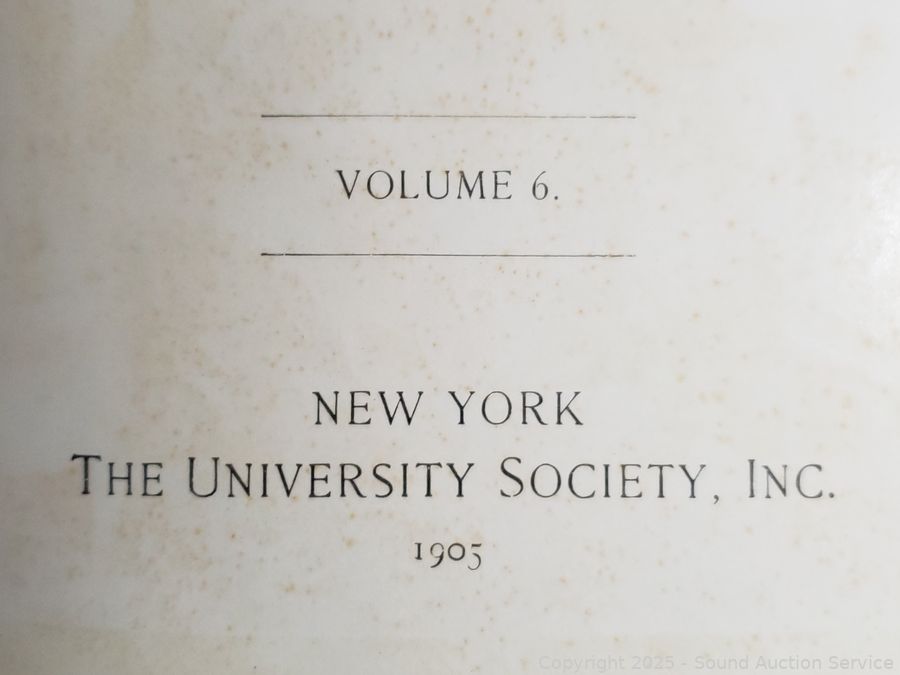 VOLUME 6.
NEW YORK
THE UNIVERSITY SOCIETY, INC.
1905
Copyright 2025 - Sound Auction Service